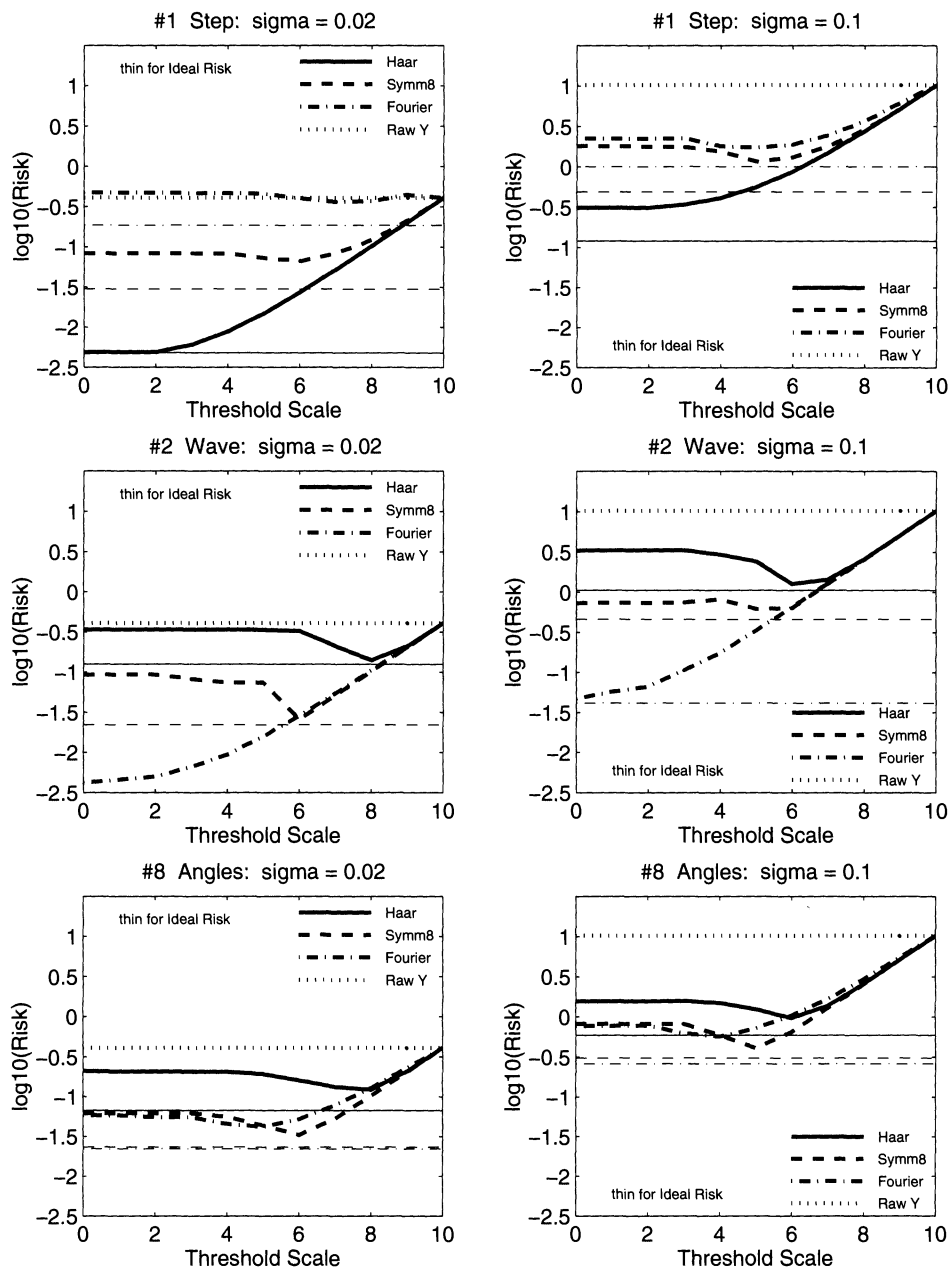 #1 Step: sigma = 0.02
thin for Ideal Risk
Haar
Symm8
Fourier
Raw Y
log10(Risk)
1
0.5
0
−0.5
−1
−1.5
−2
−2.5
0 2 4 6 8 10
Threshold Scale
#1 Step: sigma = 0.1
log10(Risk)
1
0.5
0
−0.5
−1
−1.5
−2
−2.5
Haar
Symm8
Fourier
Raw Y
thin for Ideal Risk
0 2 4 6 8 10
Threshold Scale
#2 Wave: sigma = 0.02
thin for Ideal Risk
Haar
Symm8
Fourier
Raw Y
log10(Risk)
1
0.5
0
−0.5
−1
−1.5
−2
−2.5
0 2 4 6 8 10
Threshold Scale
#2 Wave: sigma = 0.1
log10(Risk)
1
0.5
0
−0.5
−1
−1.5
−2
−2.5
Haar
Symm8
Fourier
Raw Y
thin for Ideal Risk
0 2 4 6 8 10
Threshold Scale
#8 Angles: sigma = 0.02
thin for Ideal Risk
Haar
Symm8
Fourier
Raw Y
log10(Risk)
1
0.5
0
−0.5
−1
−1.5
−2
−2.5
0 2 4 6 8 10
Threshold Scale
#8 Angles: sigma = 0.1
log10(Risk)
1
0.5
0
−0.5
−1
−1.5
−2
−2.5
Haar
Symm8
Fourier
Raw Y
thin for Ideal Risk
0 2 4 6 8 10
Threshold Scale